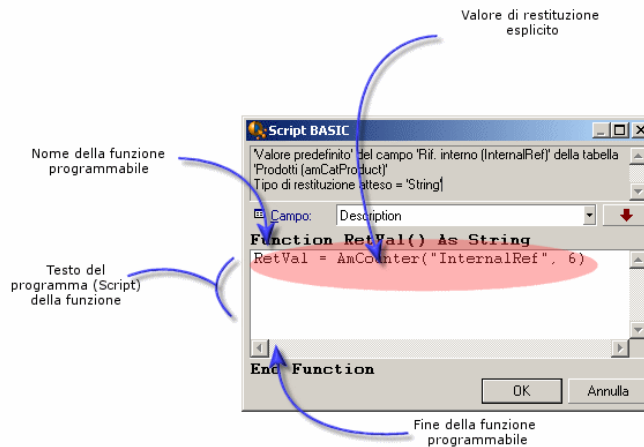 Valore di restituzione
esplicito
Script BASIC
Nome della funzione
programmabile
'Valore predefinito' del campo 'Rif. interno (InternalRef)' della tabella
'Prodotti (amCatProduct)'
Tipo di restituzione atteso = 'String'
Campo:
Description
Function RetVal() As String
RetVal = AmCounter("InternalRef", 6)
Testo del
programma (Script)
della funzione
End Function
OK
Annulla
Fine della funzione
programmabile